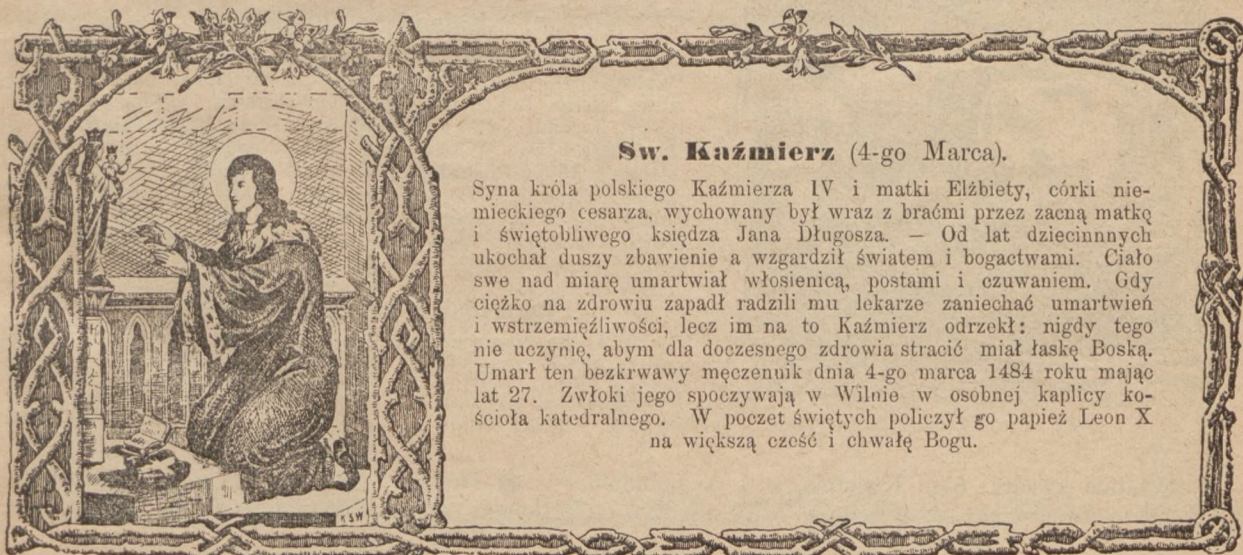 Sw. Kaźmierz (4-go Marca).
Syna króla polskiego Kaźmierza IV i matki Elżbiety, córki nie-
mieckiego cesarza, wychowany był wraz z braćmi przez zacną matkę
i świętobliwego księdza Jana Długosza. — Od lat dziecinnnych
ukochał duszy zbawienie a wzgardził światem i bogactwami. Ciało
swe nad miarę umartwiał włosienicą, postami i czuwaniem. Gdy
ciężko na zdrowiu zapadł radzili mu lekarze zaniechać umartwień
i wstrzemięźliwości, lecz im na to Kaźmierz odrzekł: nigdy tego
nie uczynię, abym dla doczesnego zdrowia stracić miał łaskę Boską.
Umarł ten bezkrwawy męczennik dnia 4-go marca 1484 roku mając
lat 27. Zwłoki jego spoczywają w Wilnie w osobnej kaplicy ko-
ścioła katedralnego. W poczet świętych policzył go papież Leon X
na większą cześć i chwałę Bogu.
KSW